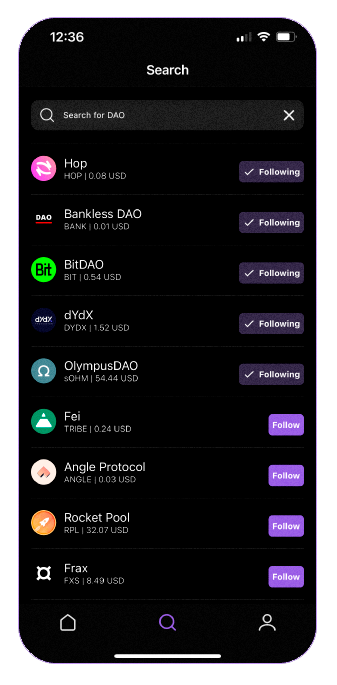 12:36
Search
Search for DAO
Hop
HOP | 0.08 USD
Following
DAO
Bankless DAO
BANK | 0.01 USD
Following
Bit
BitDAO
BIT | 0.54 USD
Following
dYdX
dYdX
DYDX | 1.52 USD
Following
Ω
OlympusDAO
sOHM | 54.44 USD
Following
Fei
TRIBE | 0.24 USD
Follow
Angle Protocol
ANGLE | 0.03 USD
Follow
Rocket Pool
RPL | 32.07 USD
Follow
Frax
FXS | 8.49 USD
Follow